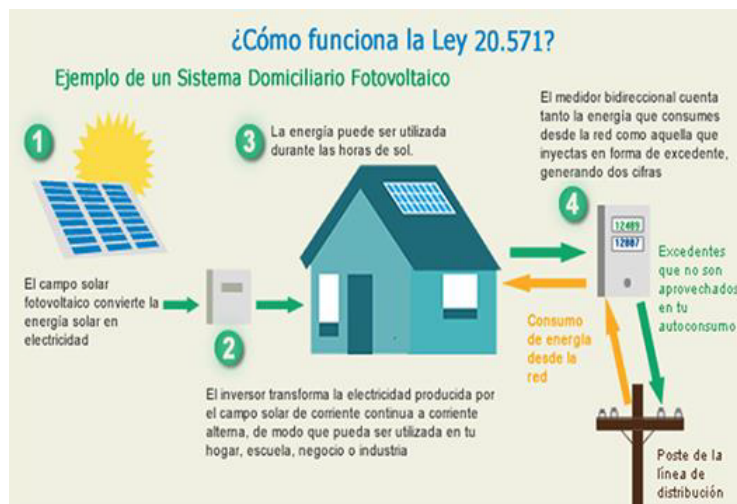 ¿Cómo funciona la Ley 20.571?
Ejemplo de un Sistema Domiciliario Fotovoltaico
1
El campo solar
fotovoltaico convierte la
energía solar en
electricidad
2
El inversor transforma la electricidad producida por
el campo solar de corriente continua a corriente
alterna, de modo que pueda ser utilizada en tu
hogar, escuela, negocio o industria
3
La energía puede ser utilizada
durante las horas de sol.
El medidor bidireccional cuenta
tanto la energía que consumes
desde la red como aquella que
inyectas en forma de excedente,
generando dos cifras
4
12489
12887
Excedentes
que no son
aprovechados
en tu
autoconsumo
Consumo
de energía
desde la
red
Poste de la
línea de
distribución